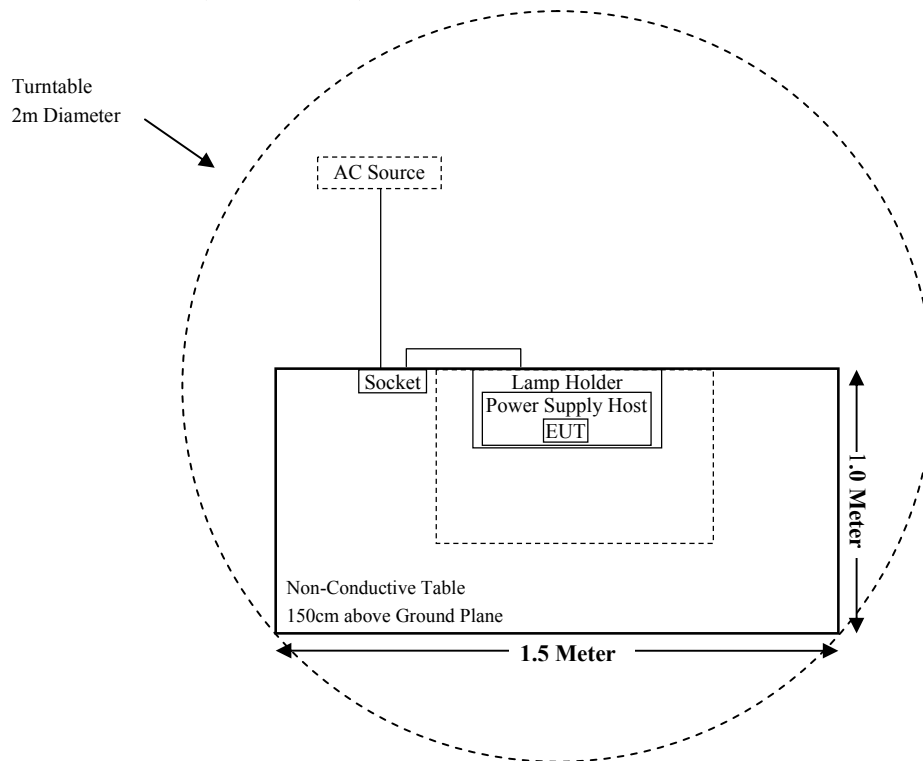 Turntable
2m Diameter
AC Source
Socket
Lamp Holder
Power Supply Host
EUT
1.0 Meter
Non-Conductive Table
150cm above Ground Plane
1.5 Meter